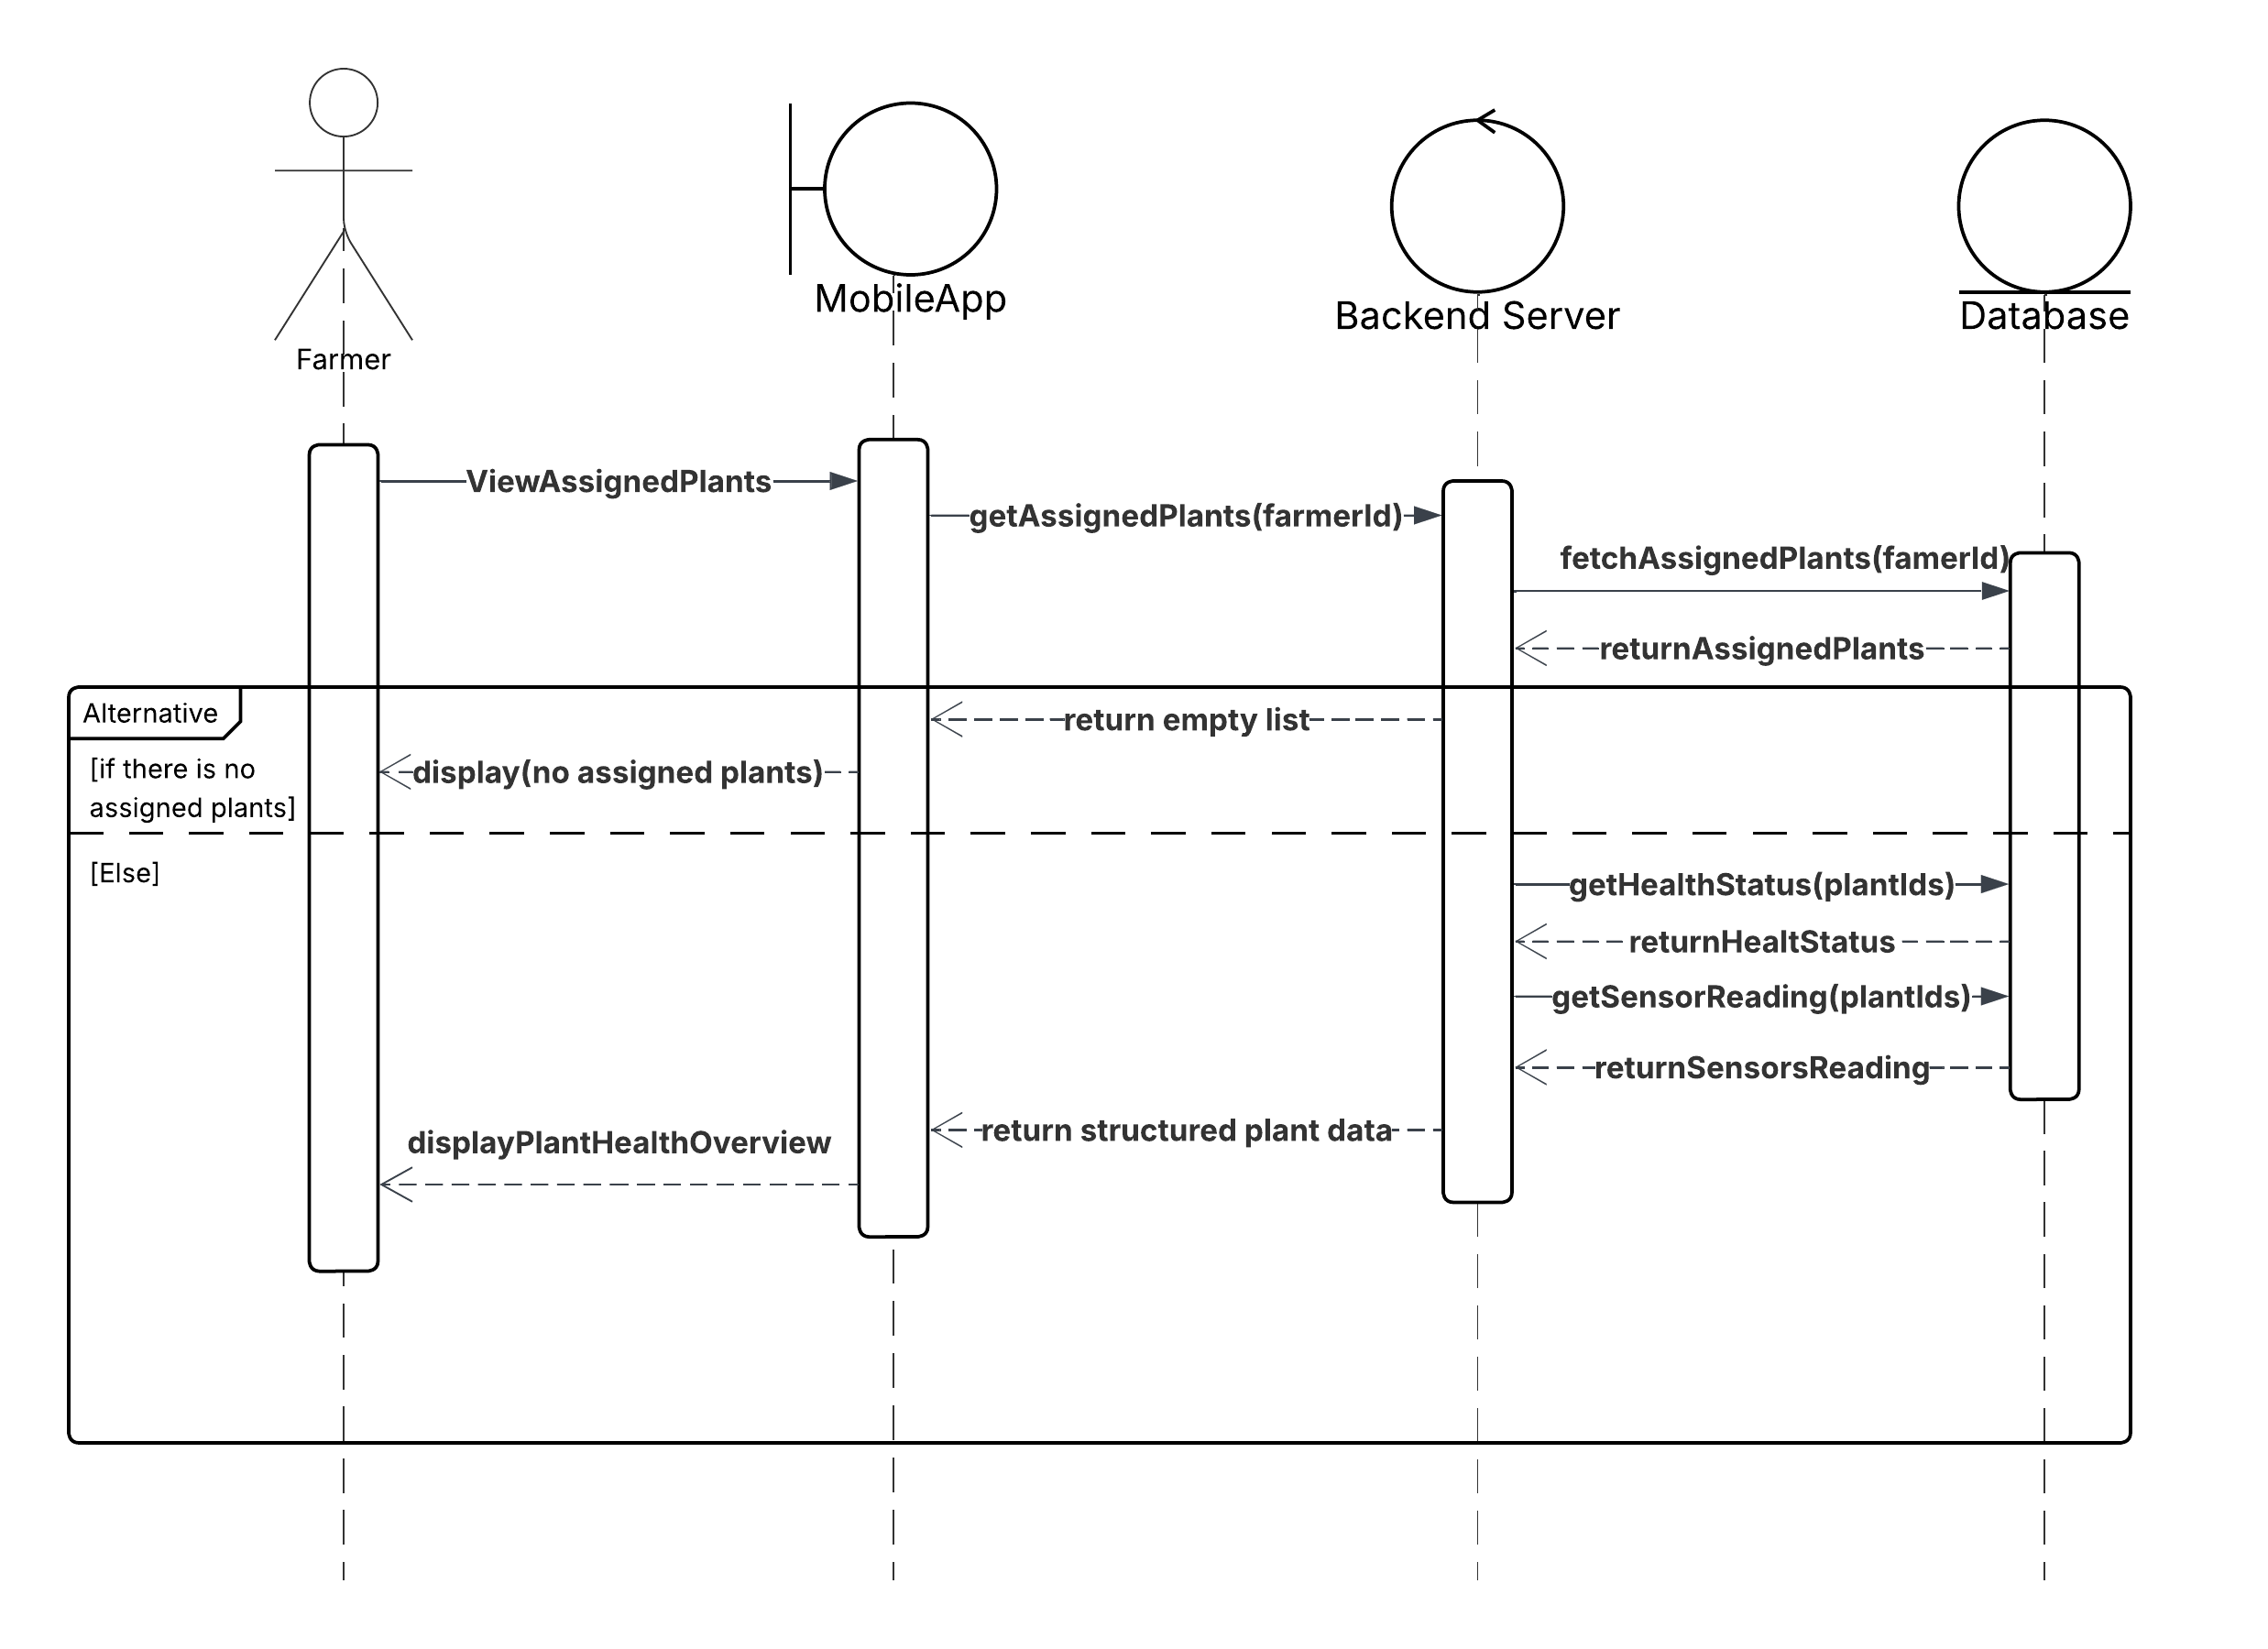 MobileApp
Backend Server
Database
Farmer
ViewAssignedPlants
getAssignedPlants(farmerId)
fetchAssignedPlants(famerId)
returnAssignedPlants
Alternative
return empty list
[if there is no
assigned plants]
display(no assigned plants)
[Else]
getHealthStatus(plantIds)
returnHealtStatus
getSensorReading(plantIds)
returnSensorsReading
return structured plant data
displayPlantHealthOverview